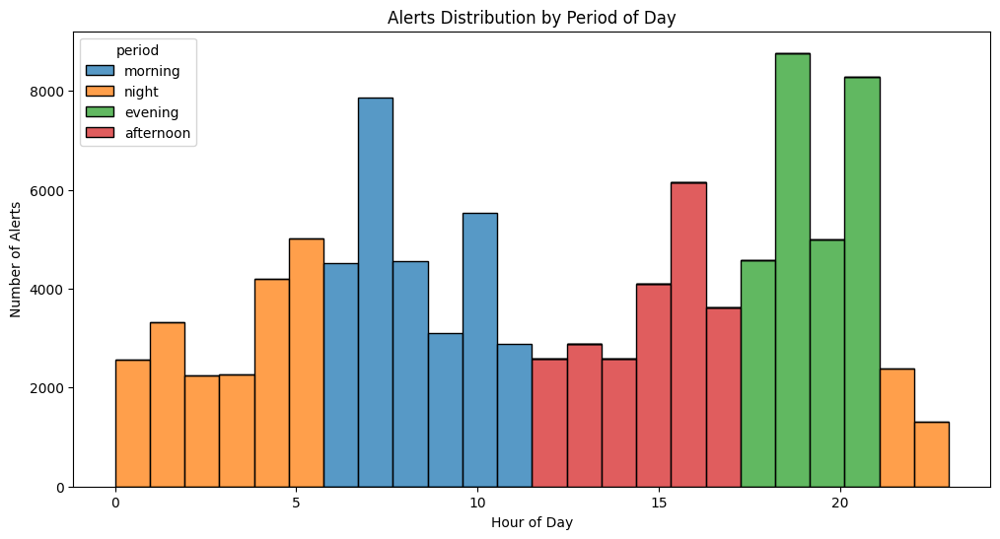 Alerts Distribution by Period of Day
period
morning
night
evening
afternoon
Number of Alerts
8000
6000
4000
2000
0
0 5 10 15 20
Hour of Day